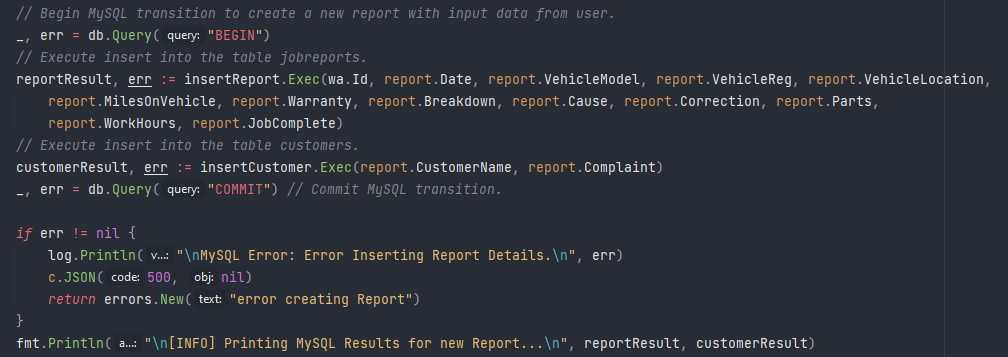 // Begin MySQL transition to create a new report with input data from user.
_, err = db.Query( query: "BEGIN")
// Execute insert into the table jobreports.
reportResult, err := insertReport.Exec(wa.Id, report.Date, report.VehicleModel, report.VehicleReg, report.VehicleLocation,
report.MilesOnVehicle, report.Warranty, report.Breakdown, report.Cause, report.Correction, report.Parts,
report.WorkHours, report.JobComplete)
// Execute insert into the table customers.
customerResult, err := insertCustomer.Exec(report.CustomerName, report.Complaint)
_, err = db.Query( query: "COMMIT") // Commit MySQL transition.
if err != nil {
log.Println( v...: "\nMySQL Error: Error Inserting Report Details.\n", err)
c.JSON( code: 500, obj: nil)
return errors.New( text: "error creating Report")
}
fmt.Println( a...: "\n[INFO] Printing MySQL Results for new Report...\n", reportResult, customerResult)